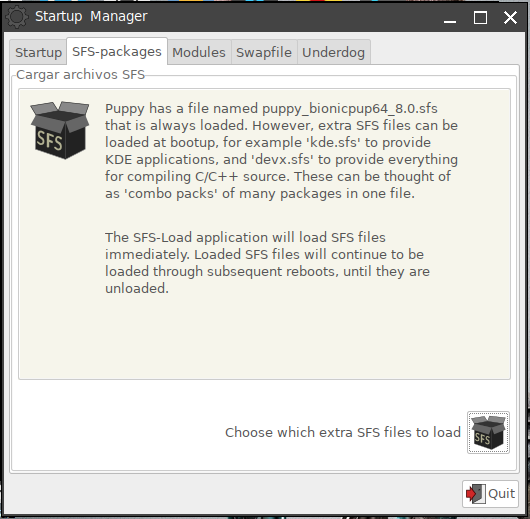 Startup Manager
Startup SFS-packages Modules Swapfile Underdog
Cargar archivos SFS
SFS
Puppy has a file named puppy_bionicpup64_8.0.sfs
that is always loaded. However, extra SFS files can be
loaded at bootup, for example 'kde.sfs' to provide
KDE applications, and 'devx.sfs' to provide everything
for compiling C/C++ source. These can be thought of
as 'combo packs' of many packages in one file.
The SFS-Load application will load SFS files
immediately. Loaded SFS files will continue to be
loaded through subsequent reboots, until they are
unloaded.
Choose which extra SFS files to load
SFS
Quit